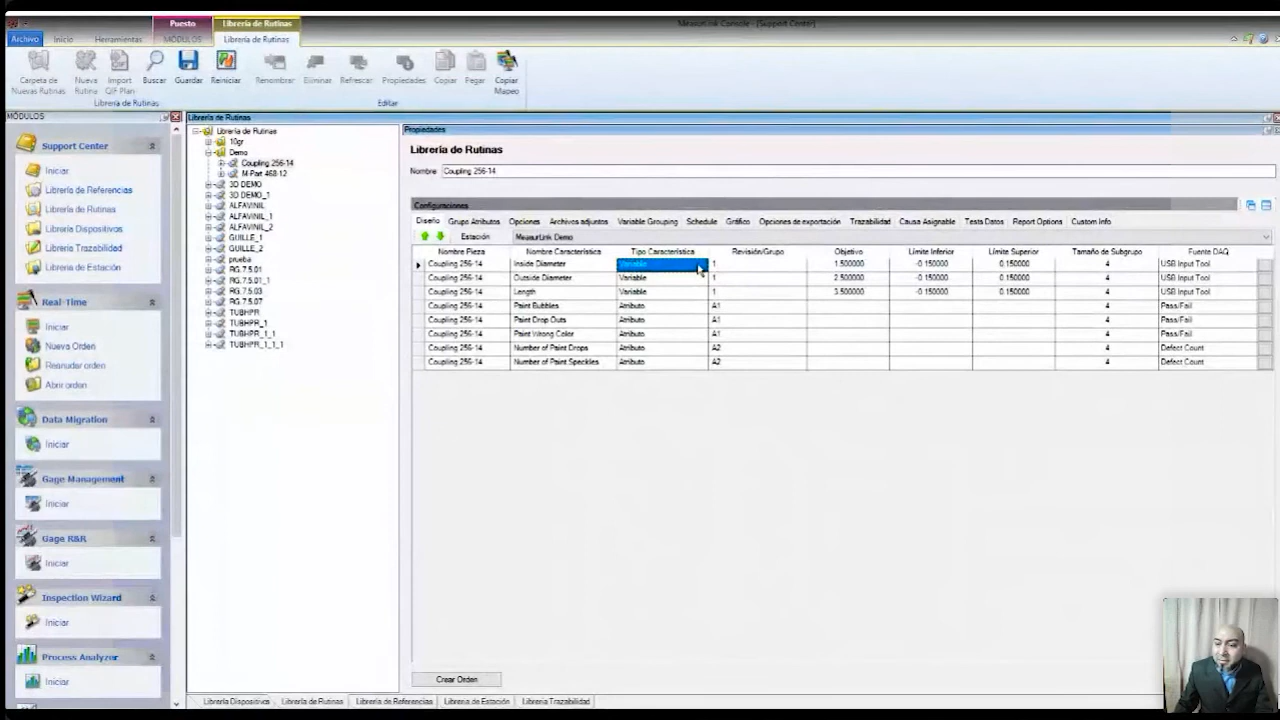 MeasurLink Console - [Support Center]
Puesto Librería de Rutinas
Archivo Inicio Herramientas MÓDULOS Librería de Rutinas
Carpeta de Nuevas Rutinas
Nueva Rutina
Import QIF Plan
Buscar
Guardar
Reiniciar
Renombrar
Eliminar
Refrescar
Propiedades
Copiar
Pegar
Copiar Mapeo
Librería de Rutinas
Editar
MÓDULOS
Support Center
Iniciar
Librería de Referencias
Librería de Rutinas
Librería Dispositivos
Librería Trazabilidad
Librería de Estación
Real-Time
Iniciar
Nueva Orden
Reanudar orden
Abrir orden
Data Migration
Iniciar
Gage Management
Iniciar
Gage R&R
Iniciar
Inspection Wizard
Iniciar
Process Analyzer
Iniciar
Librería de Rutinas
Librería de Rutinas
10gr
Demo
Coupling 256-14
M-Part 468-12
3D DEMO
3D DEMO_1
ALFAVINIL
ALFAVINIL_1
ALFAVINIL_2
GUILLE_1
GUILLE_2
prueba
RG.7.5.01
RG.7.5.1
RG.7.5.03
RG.7.5.07
TUBHPR
TUBHPR_1
TUBHPR_1_1
TUBHPR_1_1_1
Propiedades
Librería de Rutinas
Nombre Coupling 256-14
Configuraciones
Diseño Grupo Atributos Opciones Archivos adjuntos Variable Grouping Schedule Gráfico Opciones de exportación Trazabilidad Causa Asignable Tests Datos Report Options Custom Info
Estación MeasurLink Demo
Nombre Pieza Nombre Característica Tipo Característica Revisión/Grupo Objetivo Límite Inferior Límite Superior Tamaño de Subgrupo Fuente DAQ
Coupling 256-14 Inside Diameter Variable 1 1.500000 -0.150000 0.150000 4 USB Input Tool
Coupling 256-14 Outside Diameter Variable 1 2.500000 -0.150000 0.150000 4 USB Input Tool
Coupling 256-14 Length Variable 1 3.500000 -0.150000 0.150000 4 USB Input Tool
Coupling 256-14 Paint Bubbles Atributo A1 4 Pass/Fail
Coupling 256-14 Paint Drop Outs Atributo A1 4 Pass/Fail
Coupling 256-14 Paint Wrong Color Atributo A1 4 Pass/Fail
Coupling 256-14 Number of Paint Drops Atributo A2 4 Defect Count
Coupling 256-14 Number of Paint Speckles Atributo A2 4 Defect Count
Crear Orden
Librería Dispositivos Librería de Rutinas Librería de Referencias Librería de Estación Librería Trazabilidad